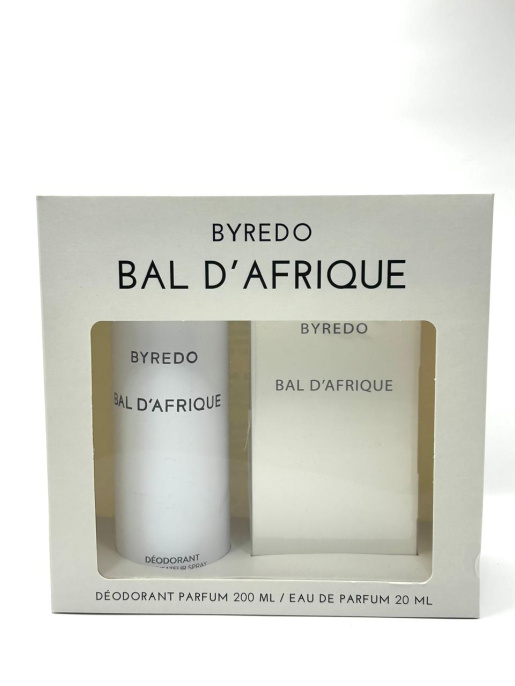 BYREDO
BAL D'AFRIQUE
BYREDO
BAL D'AFRIQUE
DÉODORANT
SPRAY
BYREDO
BAL D'AFRIQUE
DÉODORANT PARFUM 200 ML / EAU DE PARFUM 20 ML